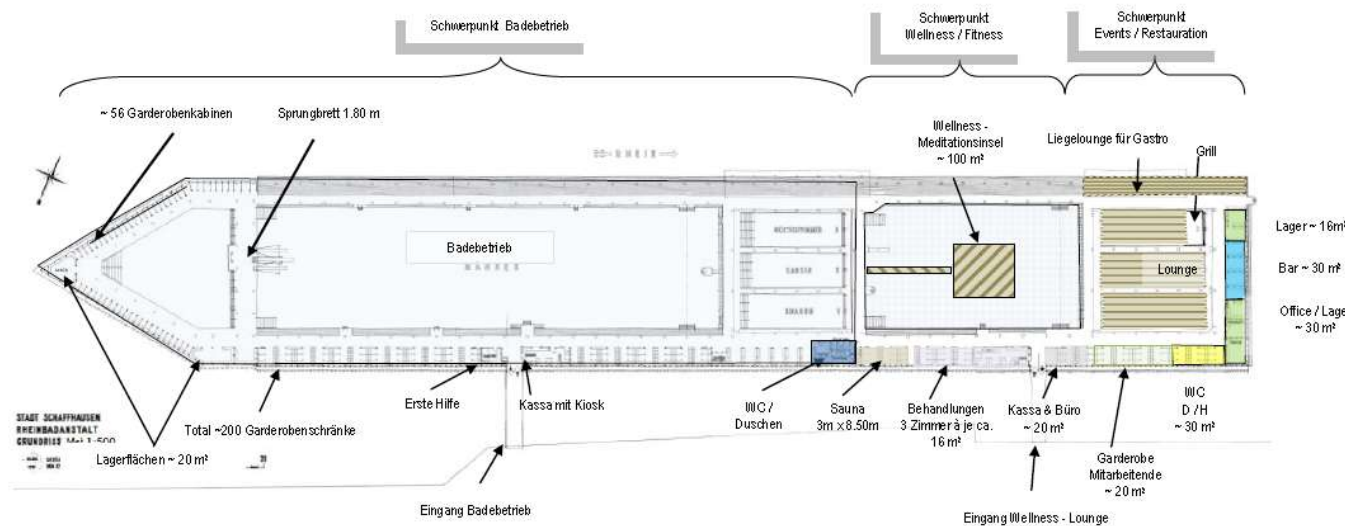 Schwerpunkt Badebetrieb
Schwerpunkt
Wellness / Fitness
Schwerpunkt
Events / Restauration
~ 56 Garderobenkabinen
Sprungbrett 1.80 m
Wellness -
Meditationsinsel
~ 100 m²
Liegelounge für Gastro
Grill
Badebetrieb
Lounge
Lager ~ 16m²
Bar ~ 30 m²
Office / Lage
~ 30 m²
STADT SCHAFFHAUSEN
RHEINBADANSTALT
GRUNDRISS
Lagerflächen ~ 20 m²
Total ~200 Garderobenschränke
Erste Hilfe
Kassa mit Kiosk
WC /
Duschen
Sauna
3m x 8.50m
Behandlungen
3 Zimmer à je ca.
16 m²
Kassa & Büro
~ 20 m²
Garderobe
Mitarbeitende
~ 20 m²
WC
D / H
~ 30 m²
Eingang Badebetrieb
Eingang Wellness - Lounge